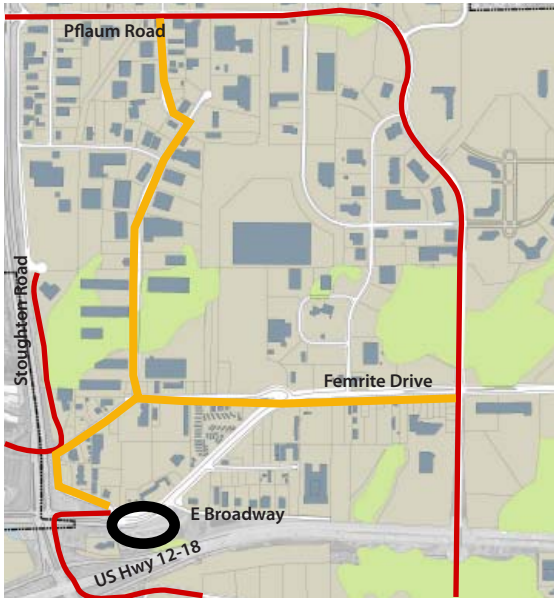 Pflaum Road
Stoughton Road
Femrite Drive
E Broadway
US Hwy 12-18